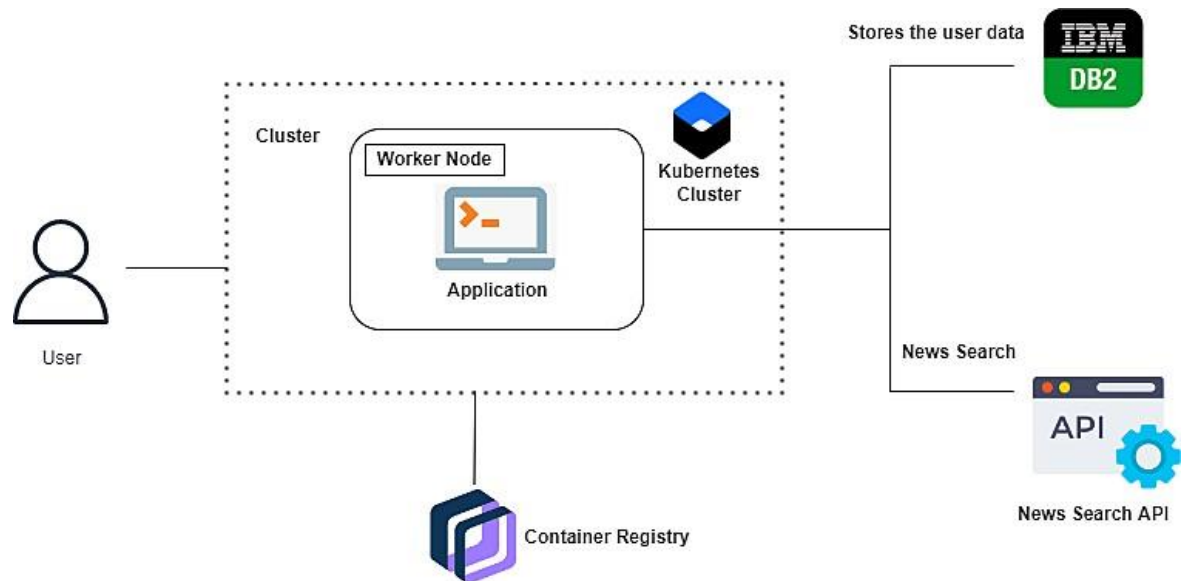 Stores the user data
IBM
DB2
Cluster
Worker Node
Kubernetes
Cluster
Application
User
News Search
API
News Search API
Container Registry